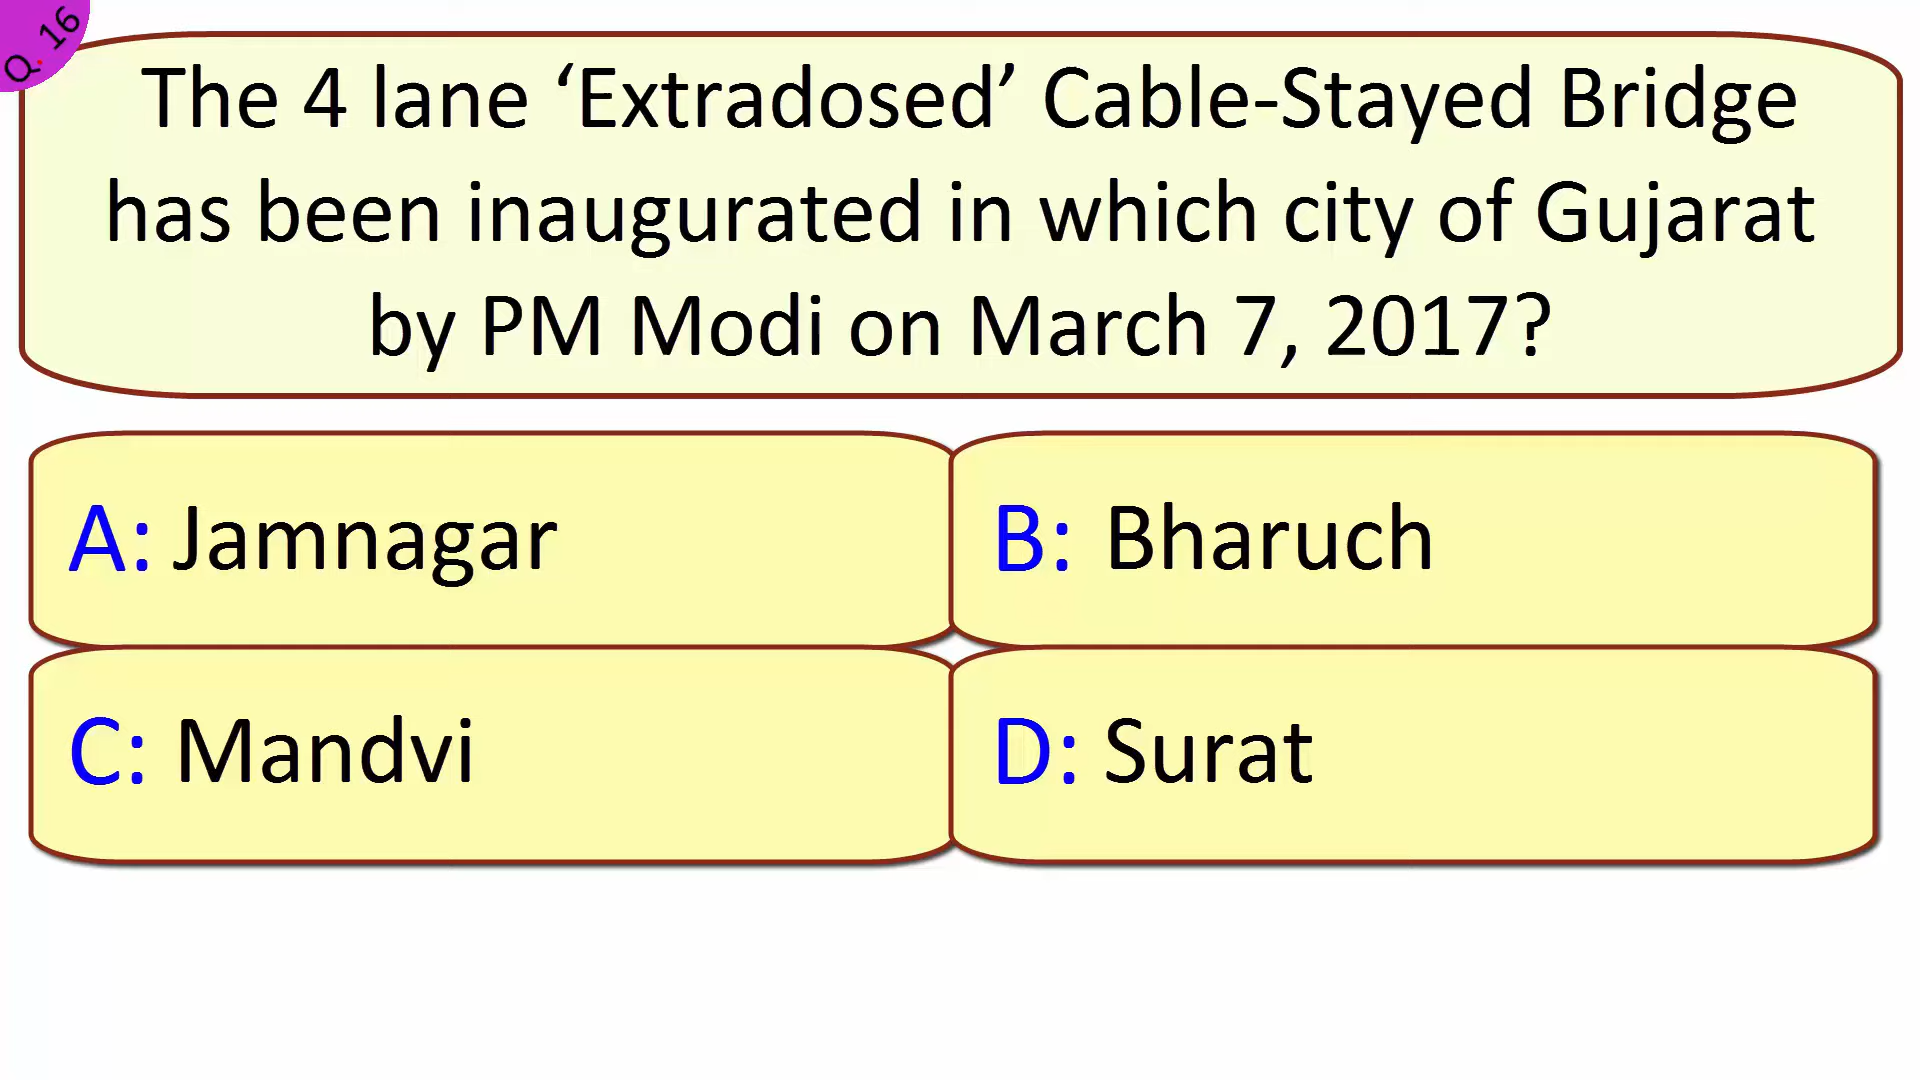 Q. 16
The 4 lane ‘Extradosed’ Cable-Stayed Bridge
has been inaugurated in which city of Gujarat
by PM Modi on March 7, 2017?
A: Jamnagar
B: Bharuch
C: Mandvi
D: Surat